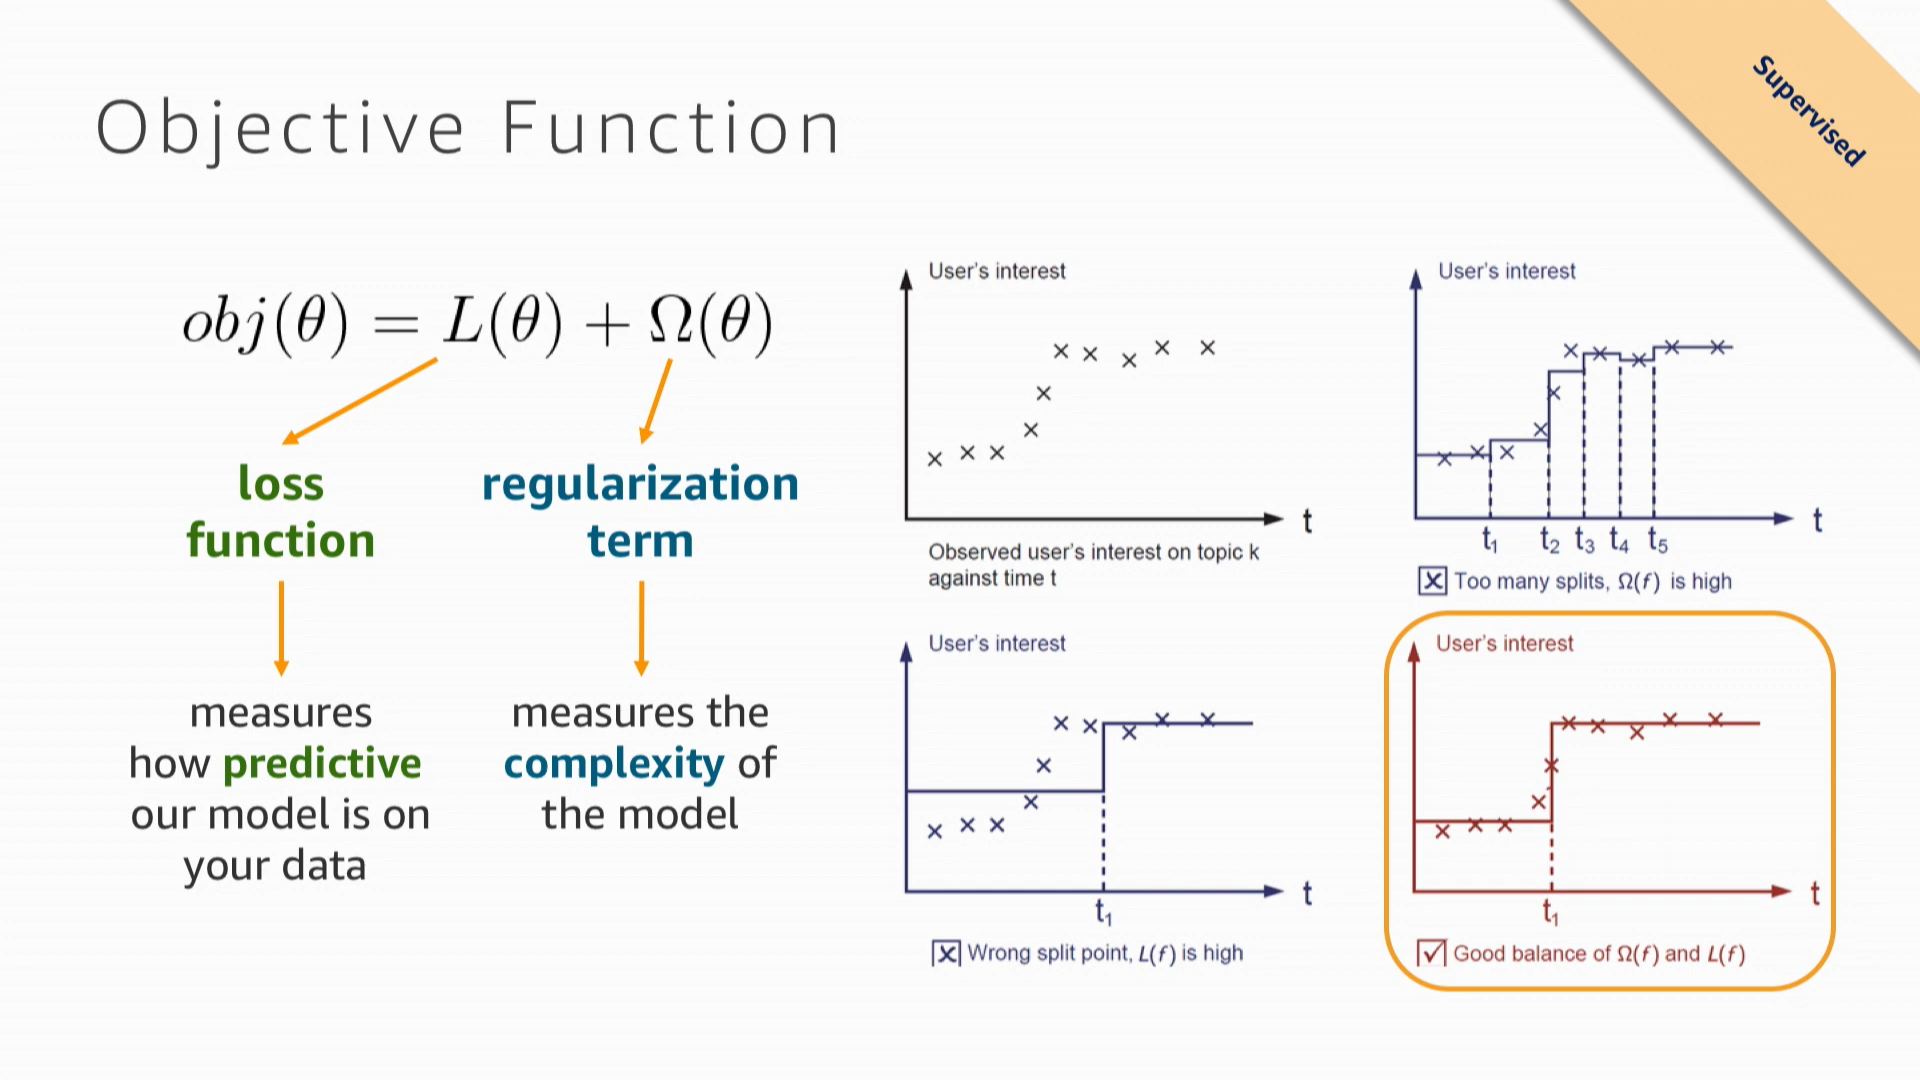 Supervised
Objective Function
obj(θ) = L(θ) + Ω(θ)
loss
function
measures
how predictive
our model is on
your data
regularization
term
measures the
complexity of
the model
User's interest
t
Observed user's interest on topic k
against time t
User's interest
t
t₁ t₂ t₃ t₄ t₅
Too many splits, Ω(f) is high
User's interest
t
t₁
Wrong split point, L(f) is high
User's interest
t
t₁
Good balance of Ω(f) and L(f)